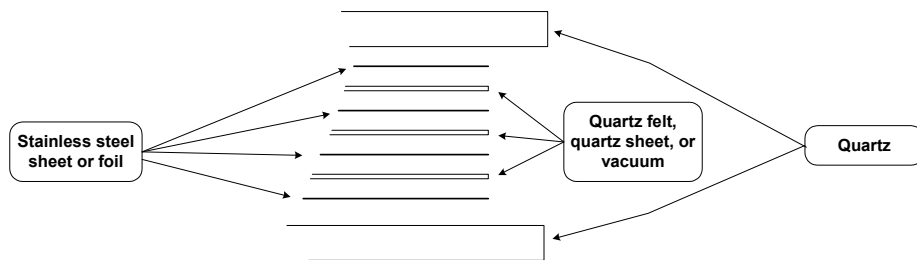 Stainless steel
sheet or foil
Quartz felt,
quartz sheet, or
vacuum
Quartz